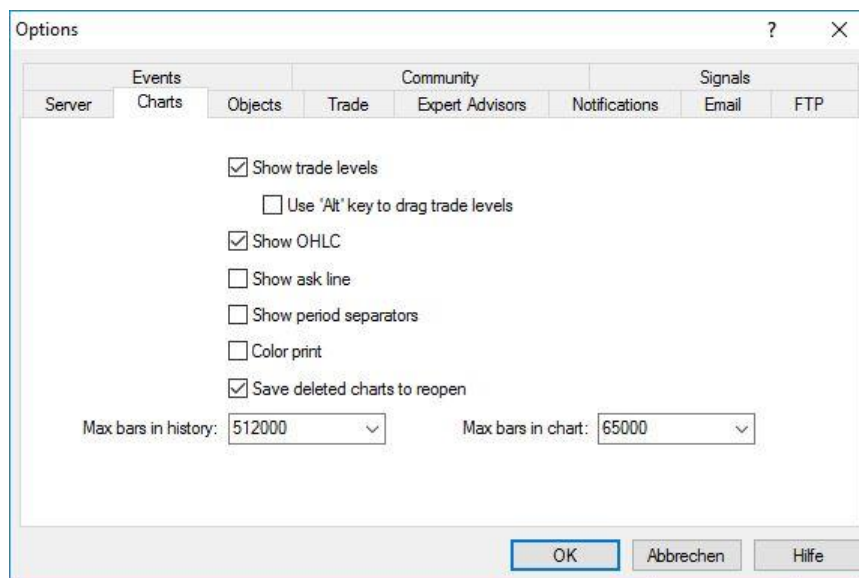 Options
Events Community Signals
Server Charts Objects Trade Expert Advisors Notifications Email FTP
Show trade levels
Use 'Alt' key to drag trade levels
Show OHLC
Show ask line
Show period separators
Color print
Save deleted charts to reopen
Max bars in history: 512000 Max bars in chart: 65000
OK Abbrechen Hilfe